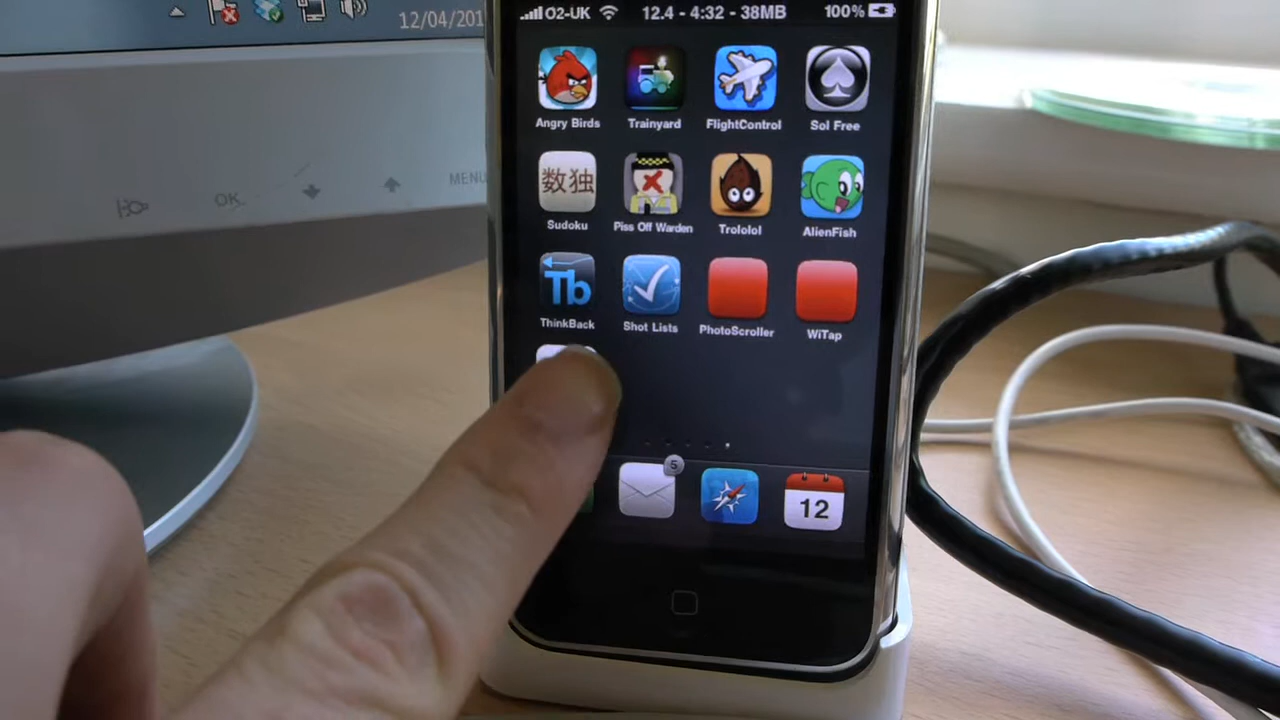 12/04/201
OK
MENU
O2-UK 12.4 - 4:32 - 38MB 100%
Angry Birds Trainyard FlightControl Sol Free
数独
Sudoku Piss Off Warden Trololol AlienFish
Tb
ThinkBack Shot Lists PhotoScroller WiTap
5
12